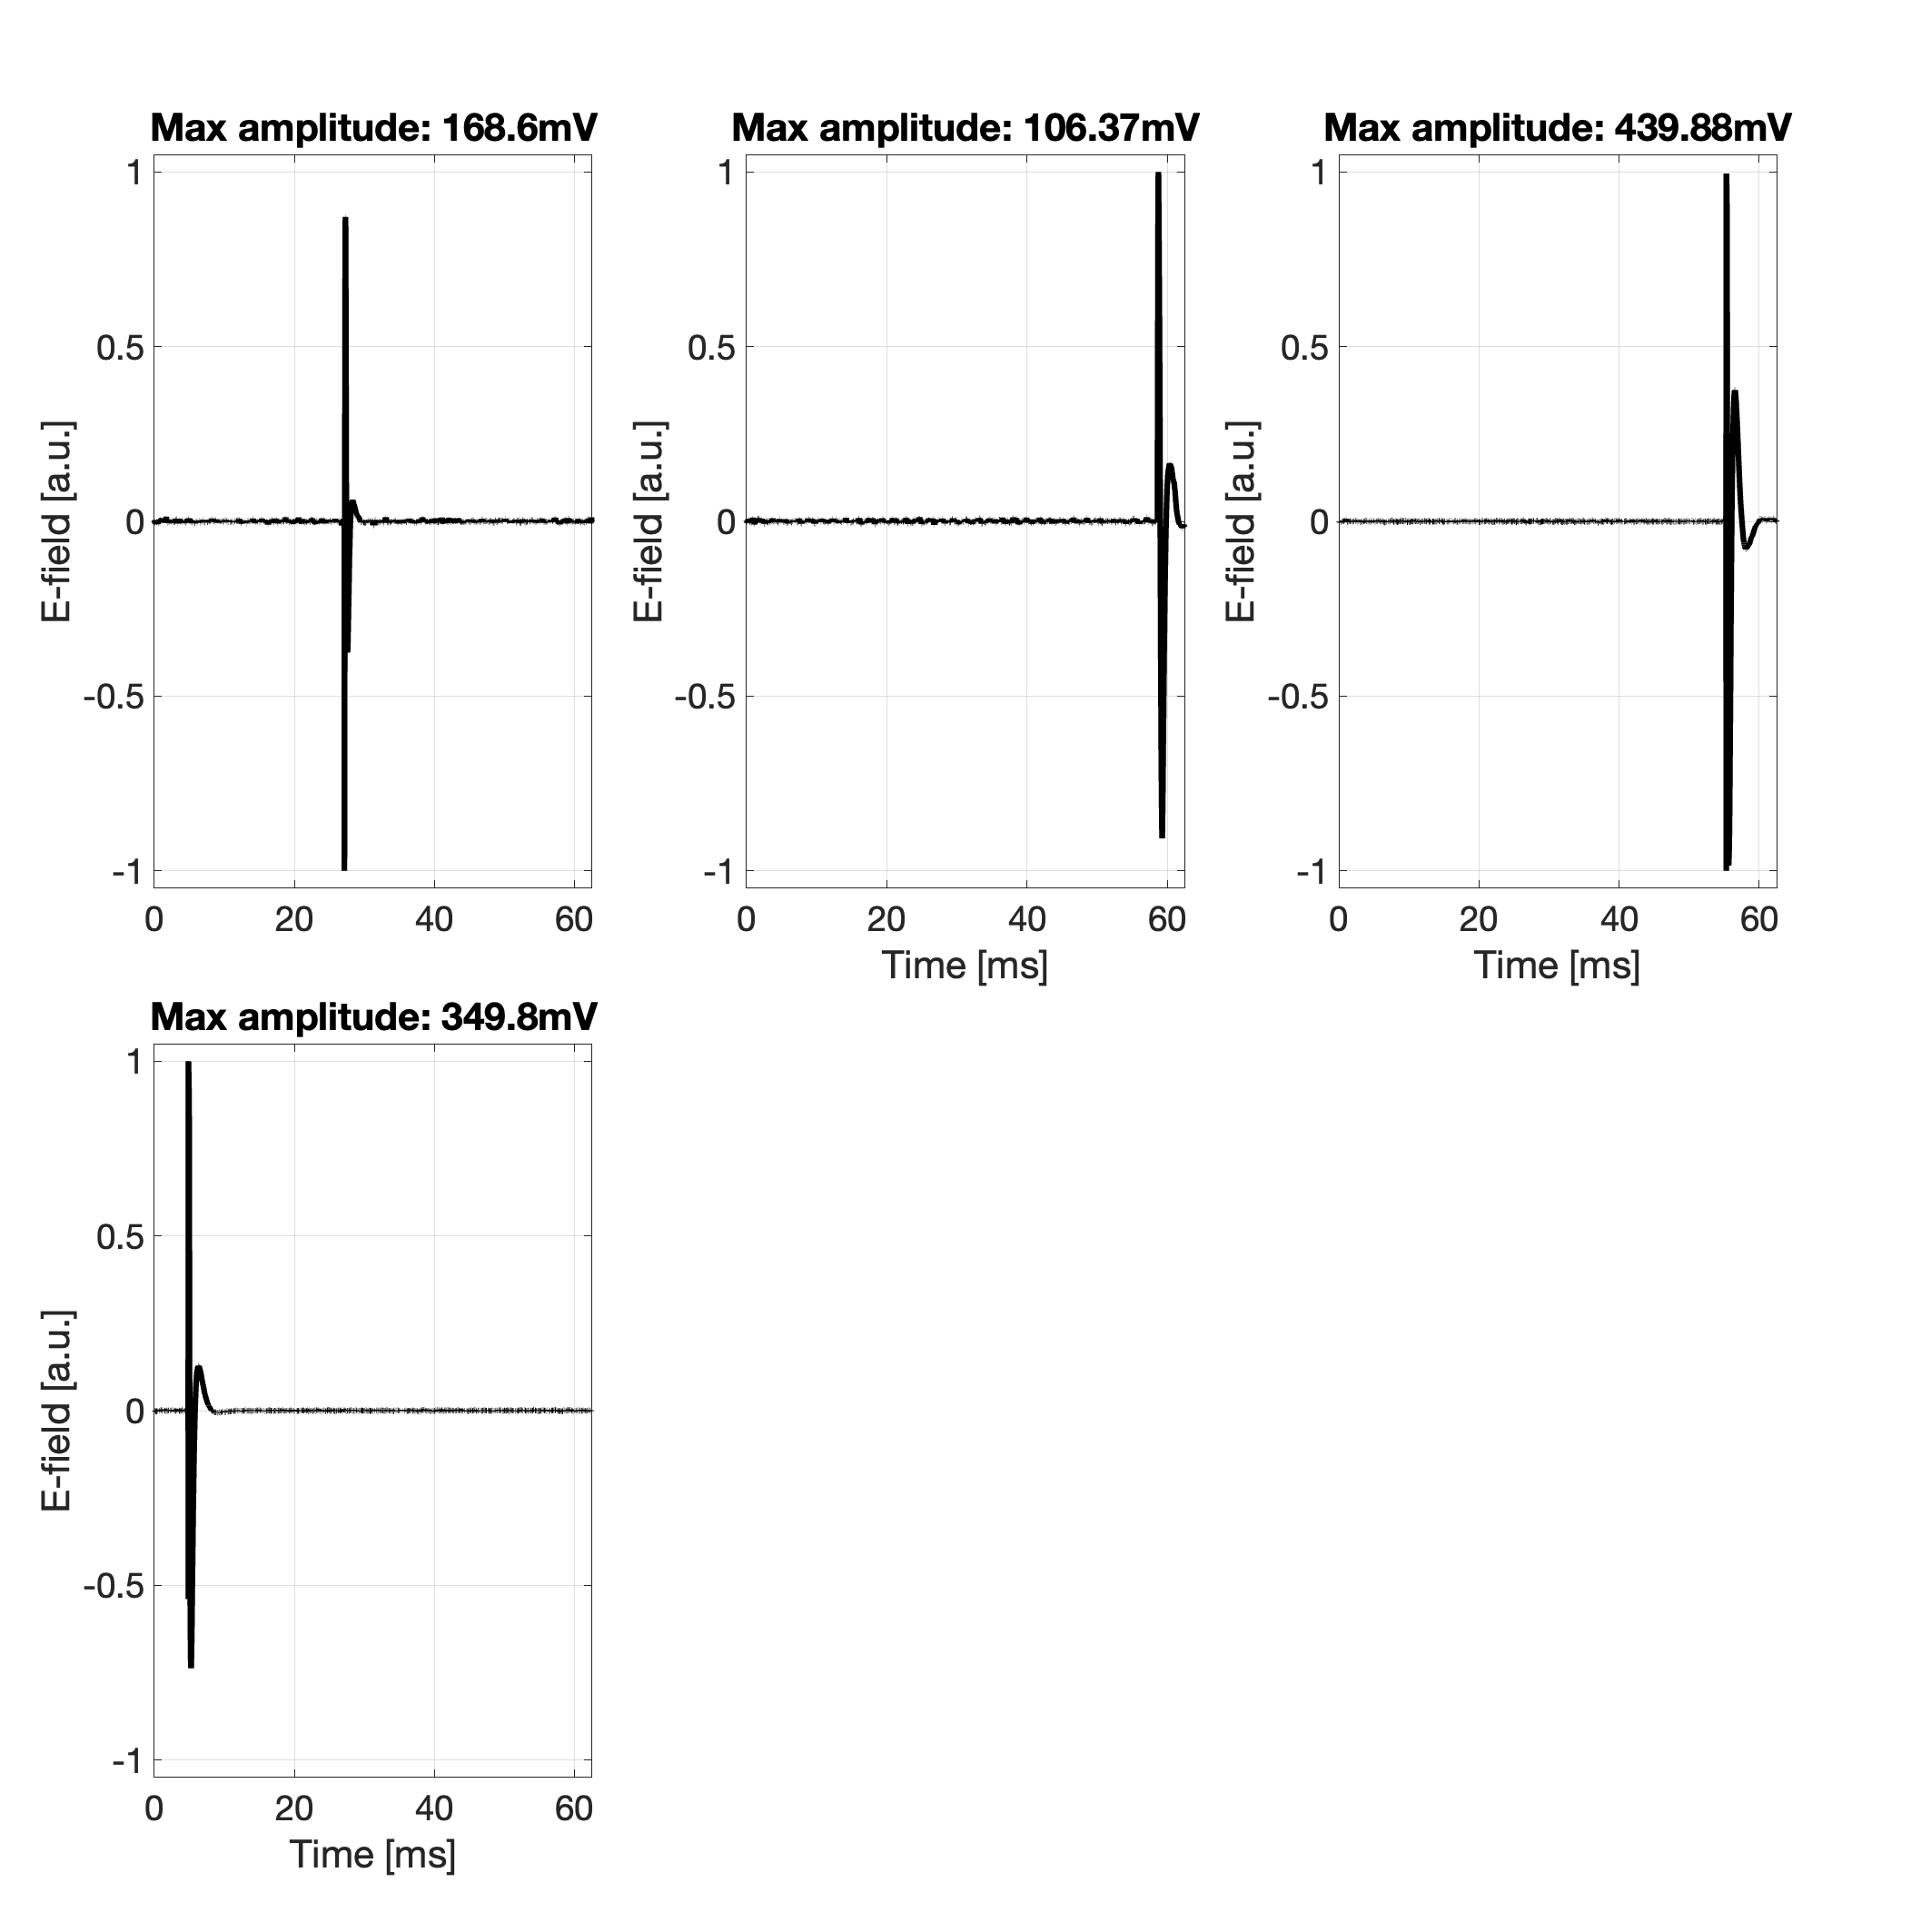 Max amplitude: 168.6mV
1
0.5
0
-0.5
-1
E-field [a.u.]
0 20 40 60
Max amplitude: 106.37mV
1
0.5
0
-0.5
-1
E-field [a.u.]
0 20 40 60
Time [ms]
Max amplitude: 439.88mV
1
0.5
0
-0.5
-1
E-field [a.u.]
0 20 40 60
Time [ms]
Max amplitude: 349.8mV
1
0.5
0
-0.5
-1
E-field [a.u.]
0 20 40 60
Time [ms]